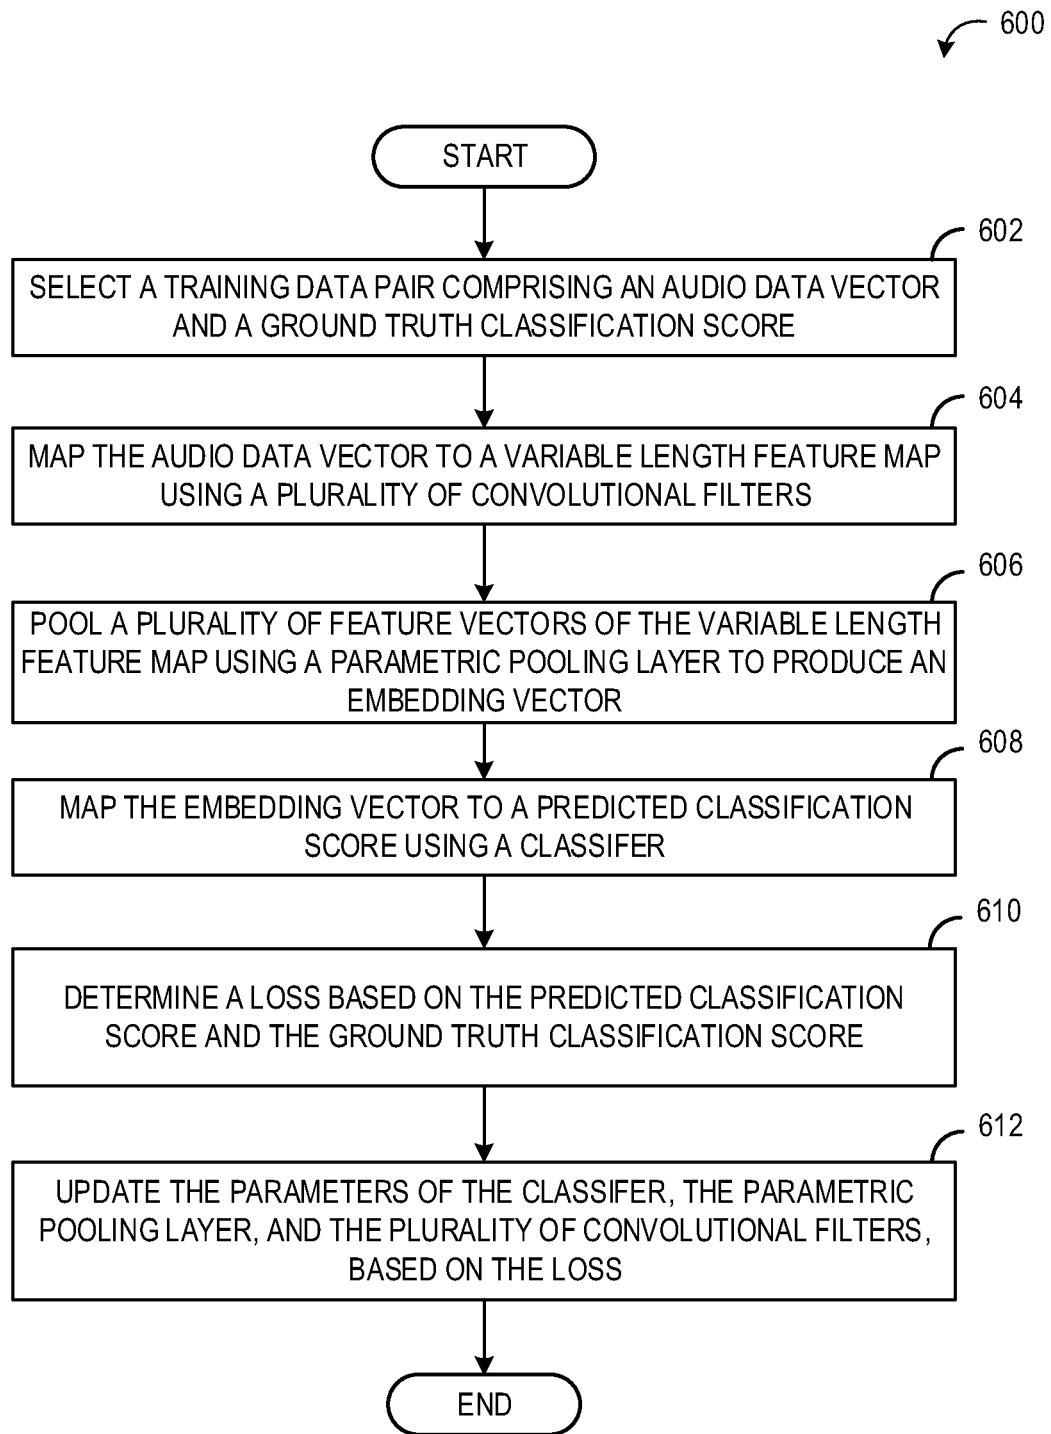 600
START
602
SELECT A TRAINING DATA PAIR COMPRISING AN AUDIO DATA VECTOR
AND A GROUND TRUTH CLASSIFICATION SCORE
604
MAP THE AUDIO DATA VECTOR TO A VARIABLE LENGTH FEATURE MAP
USING A PLURALITY OF CONVOLUTIONAL FILTERS
606
POOL A PLURALITY OF FEATURE VECTORS OF THE VARIABLE LENGTH
FEATURE MAP USING A PARAMETRIC POOLING LAYER TO PRODUCE AN
EMBEDDING VECTOR
608
MAP THE EMBEDDING VECTOR TO A PREDICTED CLASSIFICATION
SCORE USING A CLASSIFER
610
DETERMINE A LOSS BASED ON THE PREDICTED CLASSIFICATION
SCORE AND THE GROUND TRUTH CLASSIFICATION SCORE
612
UPDATE THE PARAMETERS OF THE CLASSIFER, THE PARAMETRIC
POOLING LAYER, AND THE PLURALITY OF CONVOLUTIONAL FILTERS,
BASED ON THE LOSS
END